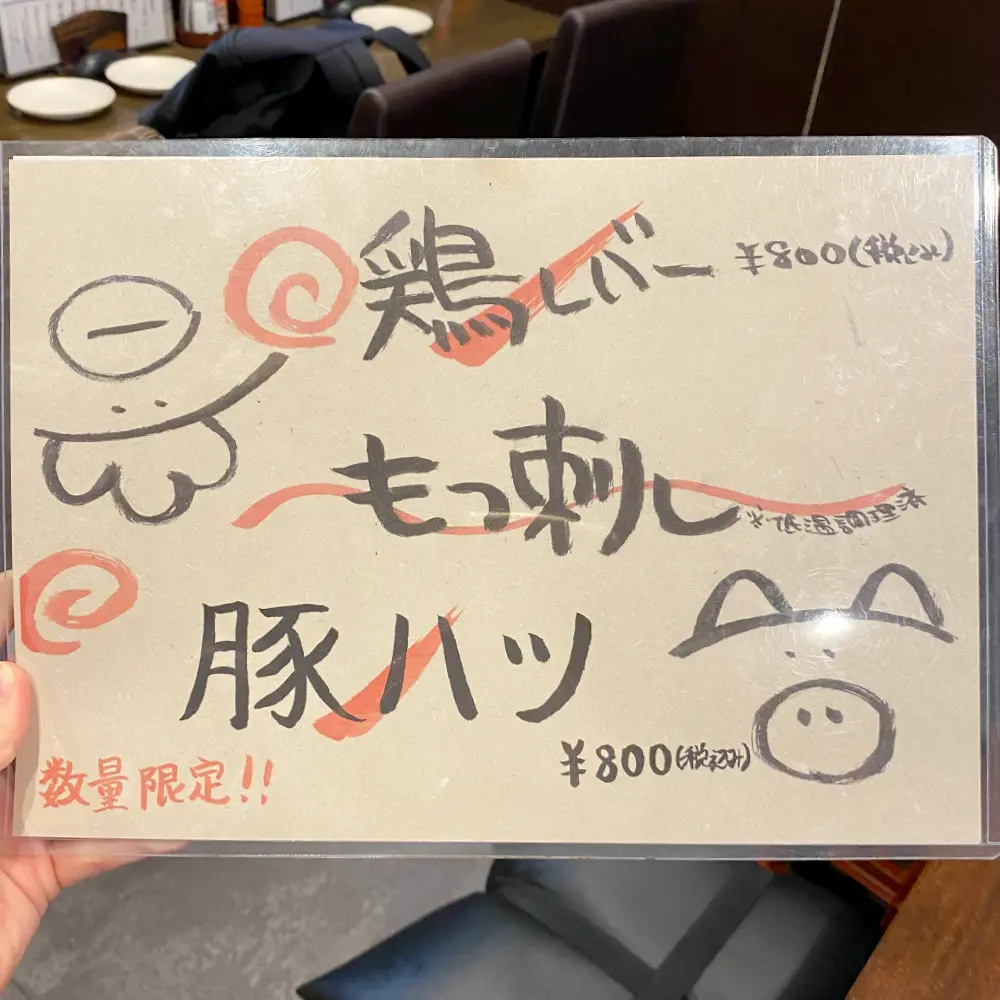 鶏レバー ¥800(税込み)
もつ刺し ※低温調理済
豚ハツ
¥800(税込み)
数量限定!!